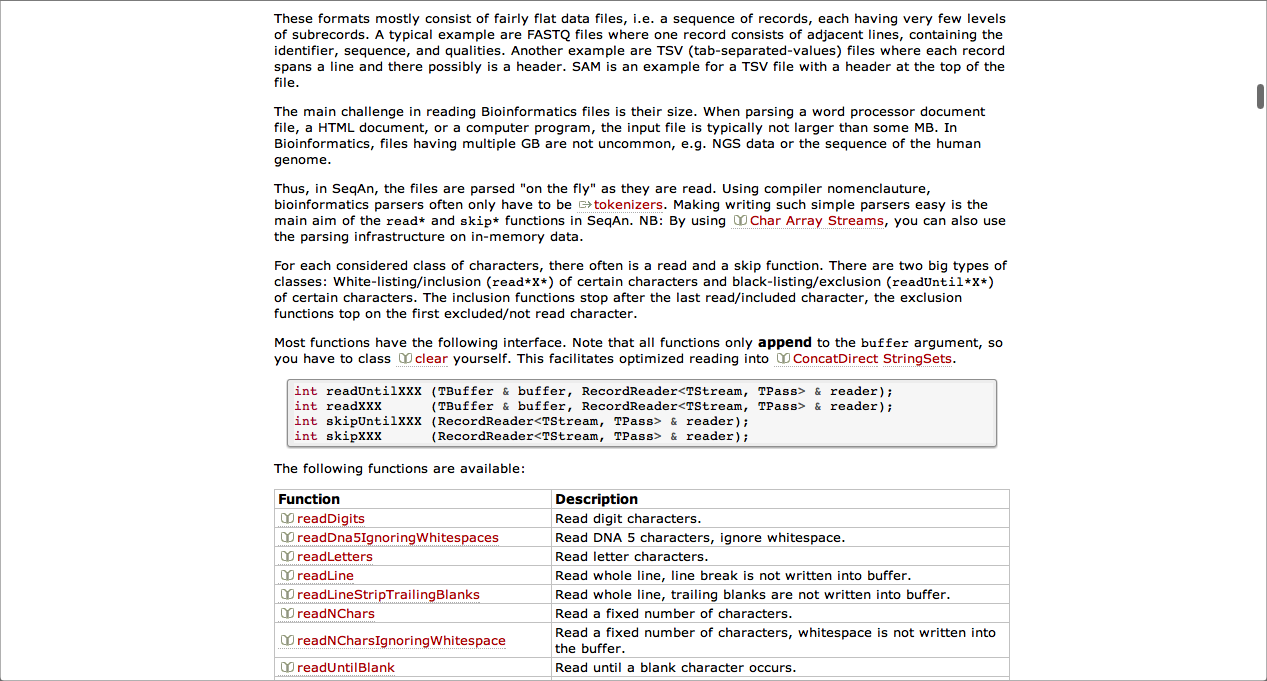 These formats mostly consist of fairly flat data files, i.e. a sequence of records, each having very few levels
of subrecords. A typical example are FASTQ files where one record consists of adjacent lines, containing the
identifier, sequence, and qualities. Another example are TSV (tab-separated-values) files where each record
spans a line and there possibly is a header. SAM is an example for a TSV file with a header at the top of the
file.
The main challenge in reading Bioinformatics files is their size. When parsing a word processor document
file, a HTML document, or a computer program, the input file is typically not larger than some MB. In
Bioinformatics, files having multiple GB are not uncommon, e.g. NGS data or the sequence of the human
genome.
Thus, in SeqAn, the files are parsed "on the fly" as they are read. Using compiler nomenclauture,
bioinformatics parsers often only have to be tokenizers. Making writing such simple parsers easy is the
main aim of the read* and skip* functions in SeqAn. NB: By using Char Array Streams, you can also use
the parsing infrastructure on in-memory data.
For each considered class of characters, there often is a read and a skip function. There are two big types of
classes: White-listing/inclusion (read*X*) of certain characters and black-listing/exclusion (readUntil*X*)
of certain characters. The inclusion functions stop after the last read/included character, the exclusion
functions top on the first excluded/not read character.
Most functions have the following interface. Note that all functions only append to the buffer argument, so
you have to class clear yourself. This facilitates optimized reading into ConcatDirect StringSets.
int readUntilXXX (TBuffer & buffer, RecordReader<TStream, TPass> & reader);
int readXXX (TBuffer & buffer, RecordReader<TStream, TPass> & reader);
int skipUntilXXX (RecordReader<TStream, TPass> & reader);
int skipXXX (RecordReader<TStream, TPass> & reader);
The following functions are available:
Function Description
readDigits Read digit characters.
readDna5IgnoringWhitespaces Read DNA 5 characters, ignore whitespace.
readLetters Read letter characters.
readLine Read whole line, line break is not written into buffer.
readLineStripTrailingBlanks Read whole line, trailing blanks are not written into buffer.
readNChars Read a fixed number of characters.
readNCharsIgnoringWhitespace Read a fixed number of characters, whitespace is not written into
the buffer.
readUntilBlank Read until a blank character occurs.